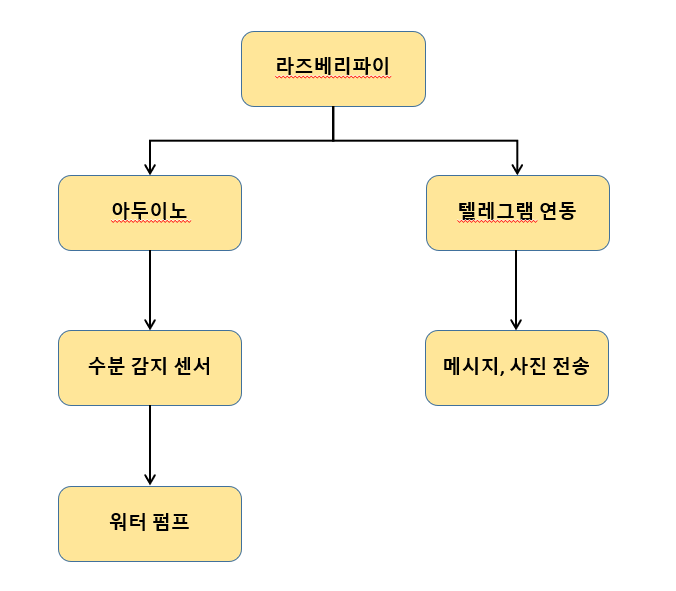 라즈베리파이
아두이노
텔레그램 연동
수분 감지 센서
메시지, 사진 전송
워터 펌프